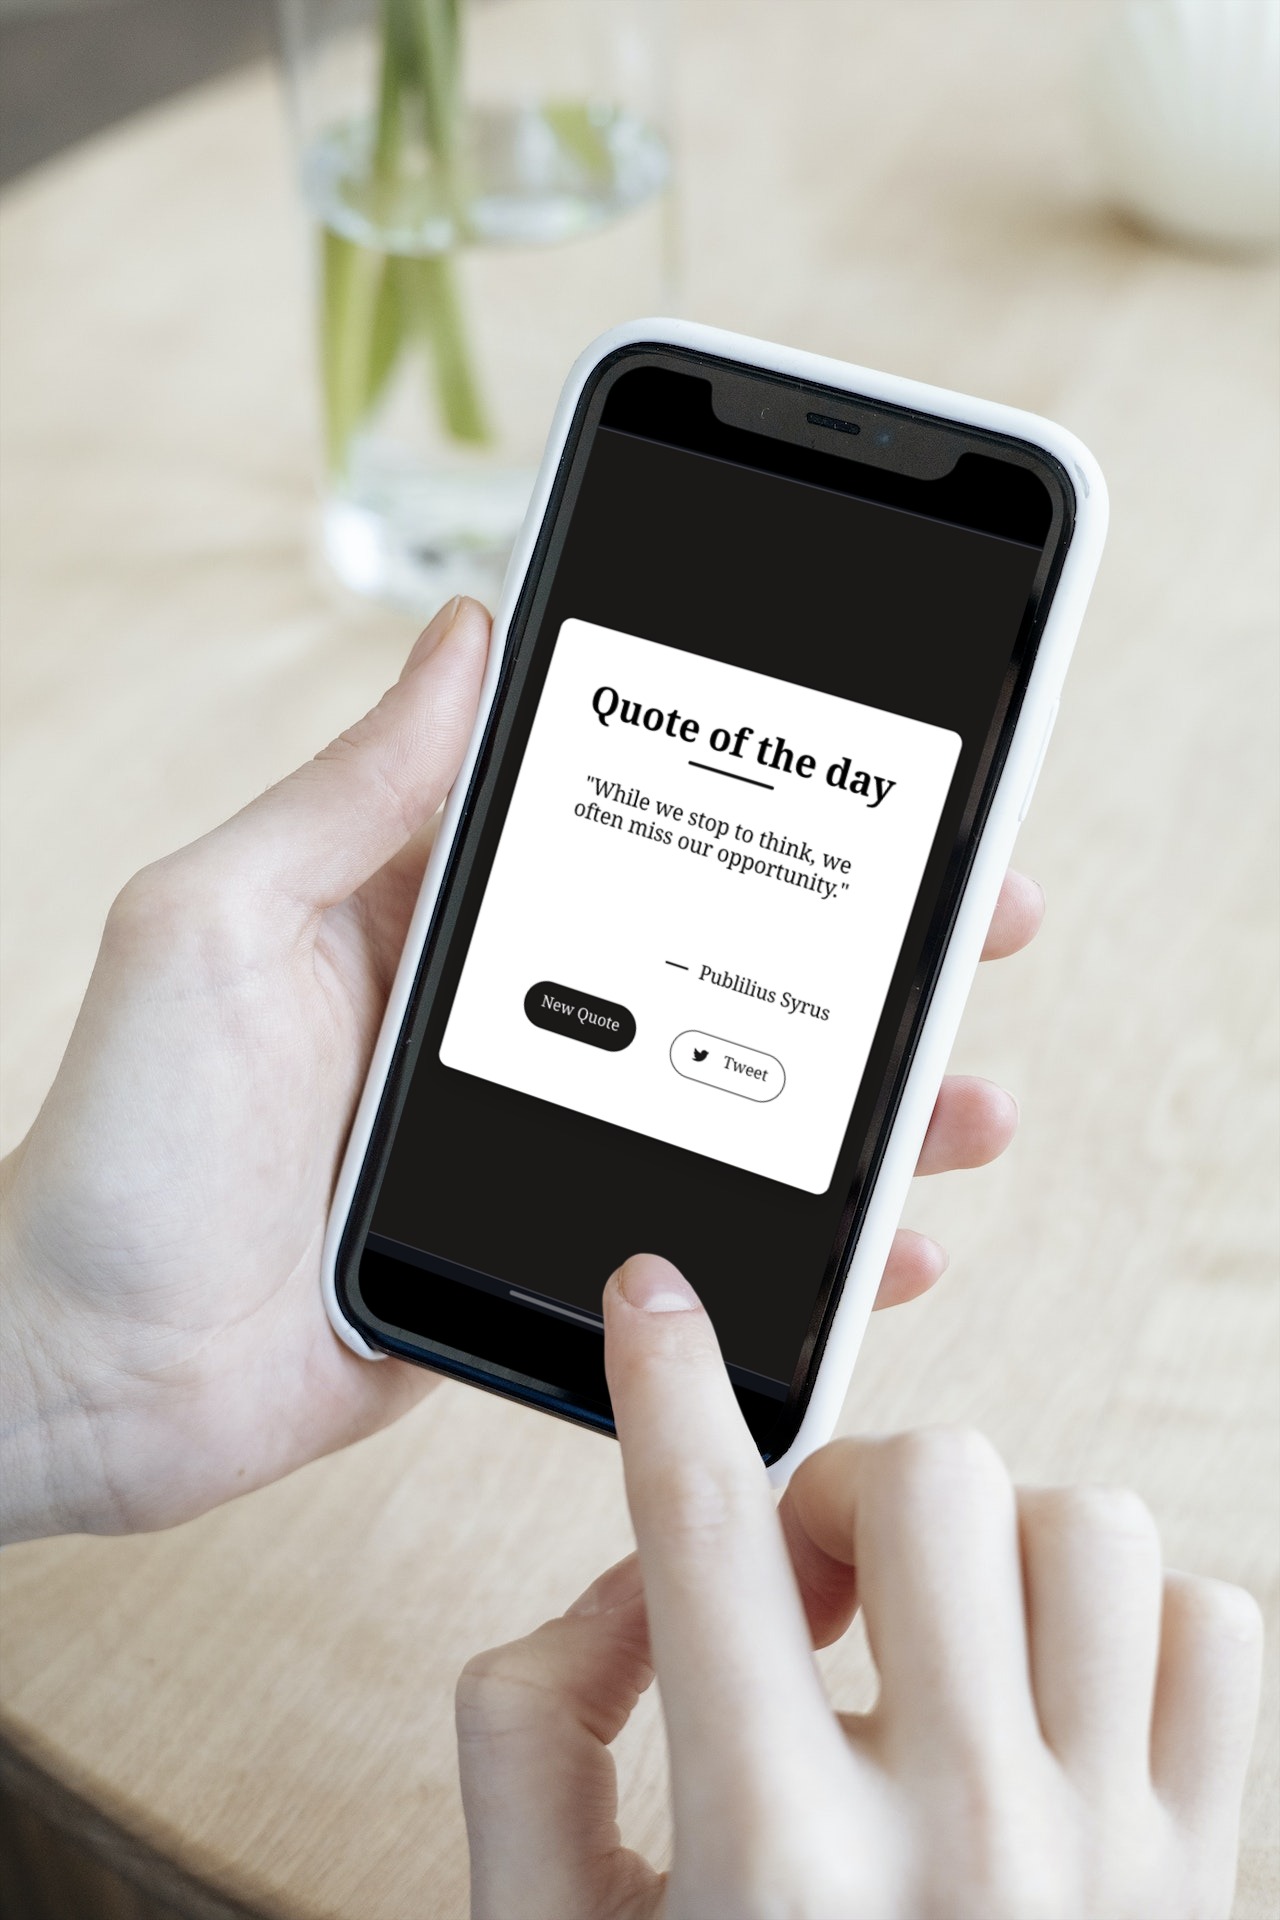 Quote of the day
"While we stop to think, we
often miss our opportunity."
— Publilius Syrus
New Quote
Tweet